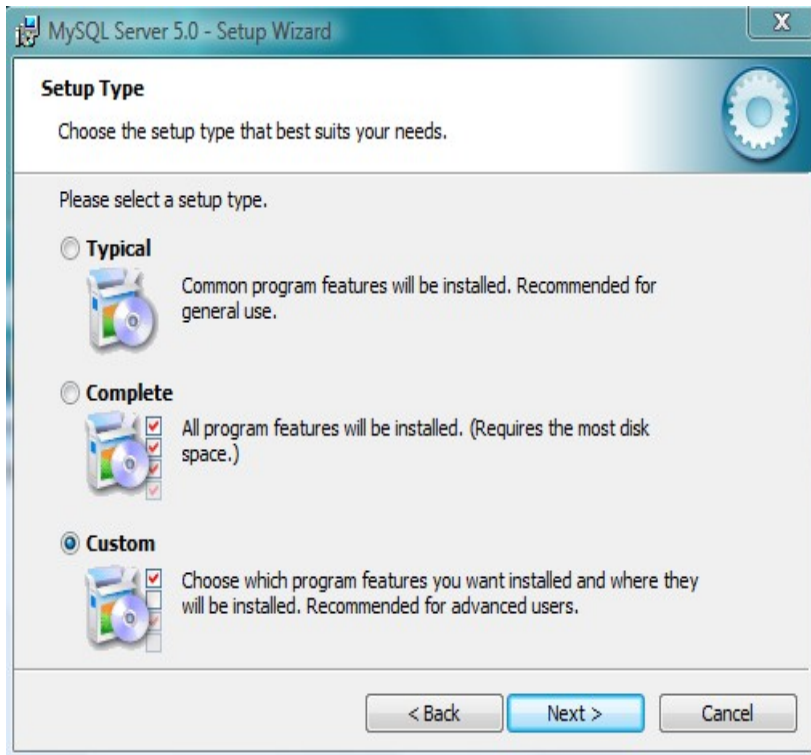 MySQL Server 5.0 - Setup Wizard
X
Setup Type
Choose the setup type that best suits your needs.
Please select a setup type.
Typical
Common program features will be installed. Recommended for
general use.
Complete
All program features will be installed. (Requires the most disk
space.)
Custom
Choose which program features you want installed and where they
will be installed. Recommended for advanced users.
< Back
Next >
Cancel